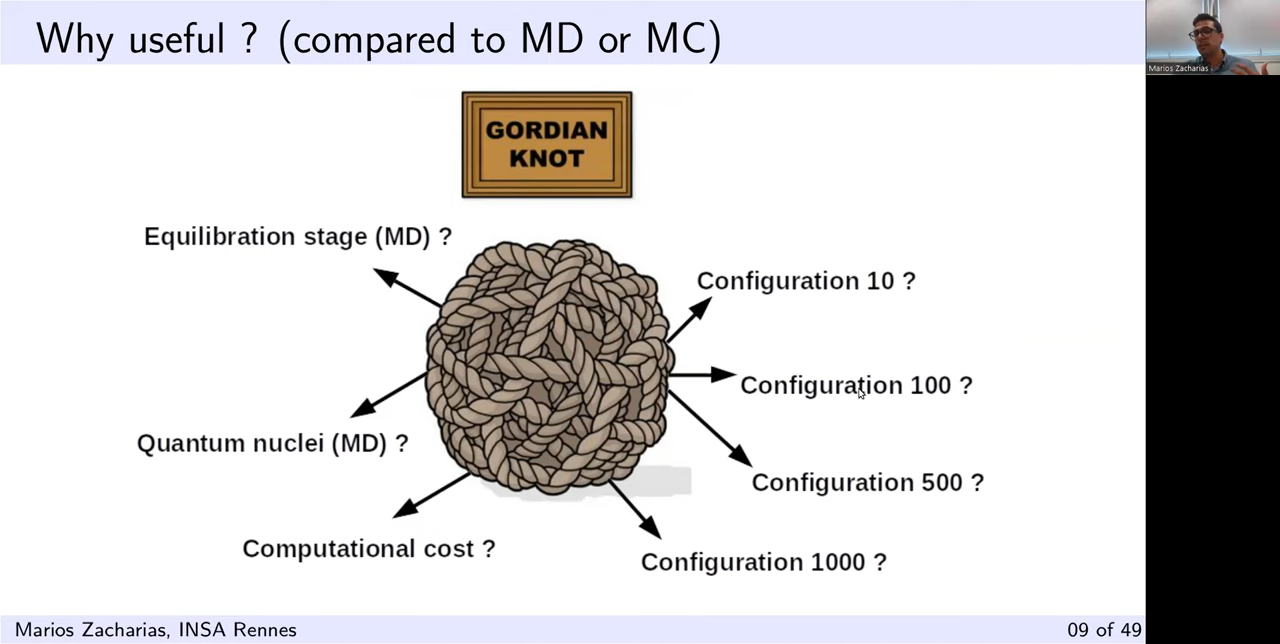 Why useful ? (compared to MD or MC)
Marios Zacharias
GORDIAN
KNOT
Equilibration stage (MD) ?
Configuration 10 ?
Configuration 100 ?
Quantum nuclei (MD) ?
Configuration 500 ?
Computational cost ?
Configuration 1000 ?
Marios Zacharias, INSA Rennes
09 of 49